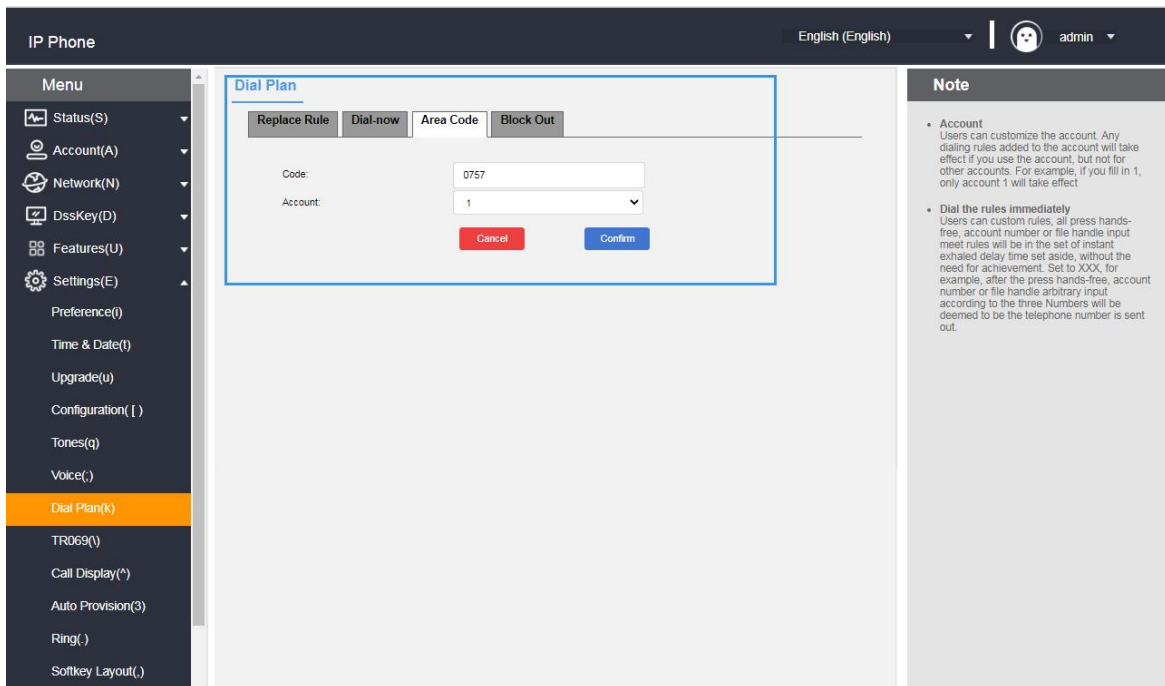 IP Phone
English (English)
admin
Menu
Status(S)
Account(A)
Network(N)
DssKey(D)
Features(U)
Settings(E)
Preference(i)
Time & Date(t)
Upgrade(u)
Configuration( [ )
Tones(q)
Voice(;)
Dial Plan(k)
TR069(\)
Call Display(^)
Auto Provision(3)
Ring(.)
Softkey Layout(,)
Dial Plan
Replace Rule Dial-now Area Code Block Out
Code: 0757
Account: 1
Cancel Confirm
Note
• Account
Users can customize the account. Any
dialing rules added to the account will take
effect if you use the account, but not for
other accounts. For example, if you fill in 1,
only account 1 will take effect
• Dial the rules immediately
Users can custom rules, all press hands-
free, account number or file handle input
meet rules will be in the set of instant
exhaled delay time set aside, without the
need for achievement. Set to XXX, for
example, after the press hands-free, account
number or file handle arbitrary input
according to the three Numbers will be
deemed to be the telephone number is sent
out.